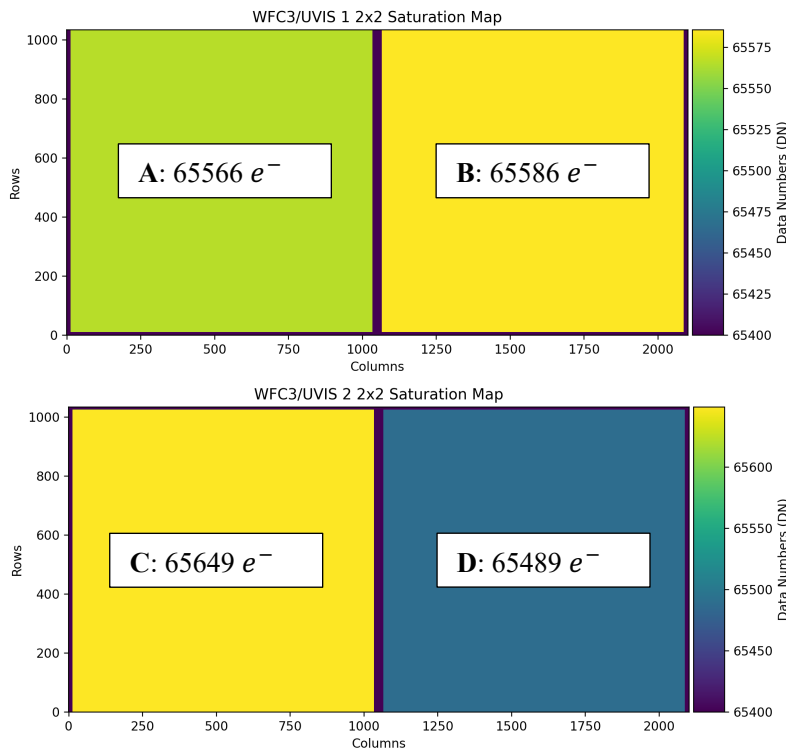 WFC3/UVIS 1 2x2 Saturation Map
1000
800
600
400
200
0
Rows
A: 65566 e⁻
B: 65586 e⁻
0 250 500 750 1000 1250 1500 1750 2000
Columns
65575
65550
65525
65500
65475
65450
65425
65400
Data Numbers (DN)
WFC3/UVIS 2 2x2 Saturation Map
1000
800
600
400
200
0
Rows
C: 65649 e⁻
D: 65489 e⁻
0 250 500 750 1000 1250 1500 1750 2000
Columns
65600
65550
65500
65450
65400
Data Numbers (DN)